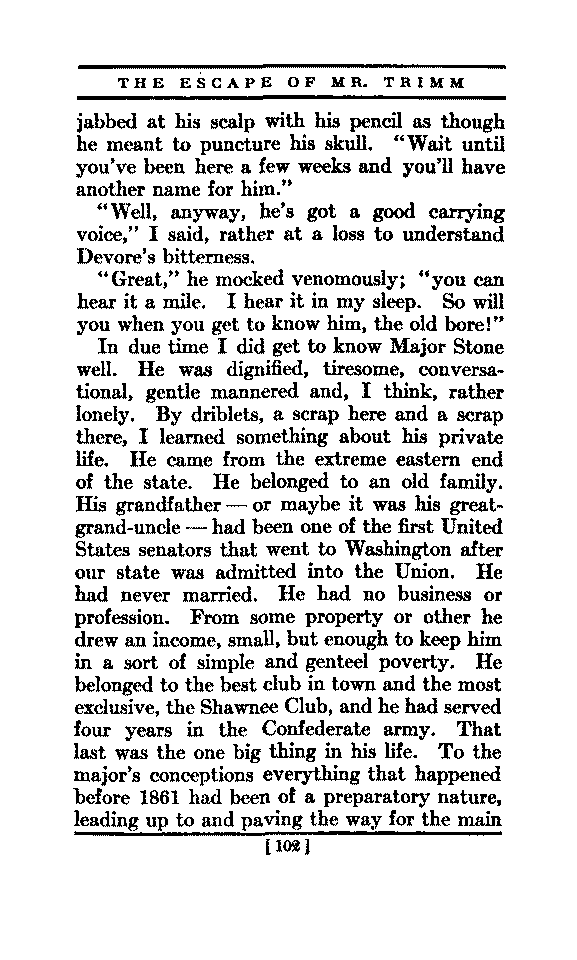 THE ESCAPE OF MR. TRIMM
jabbed at his scalp with his pencil as though
he meant to puncture his skull. “Wait until
you’ve been here a few weeks and you’ll have
another name for him.”
“Well, anyway, he’s got a good carrying
voice,” I said, rather at a loss to understand
Devore’s bitterness.
“Great,” he mocked venomously; “you can
hear it a mile. I hear it in my sleep. So will
you when you get to know him, the old bore!”
In due time I did get to know Major Stone
well. He was dignified, tiresome, conversa-
tional, gentle mannered and, I think, rather
lonely. By driblets, a scrap here and a scrap
there, I learned something about his private
life. He came from the extreme eastern end
of the state. He belonged to an old family.
His grandfather — or maybe it was his great-
grand-uncle — had been one of the first United
States senators that went to Washington after
our state was admitted into the Union. He
had never married. He had no business or
profession. From some property or other he
drew an income, small, but enough to keep him
in a sort of simple and genteel poverty. He
belonged to the best club in town and the most
exclusive, the Shawnee Club, and he had served
four years in the Confederate army. That
last was the one big thing in his life. To the
major’s conceptions everything that happened
before 1861 had been of a preparatory nature,
leading up to and paving the way for the main
[ 102 ]